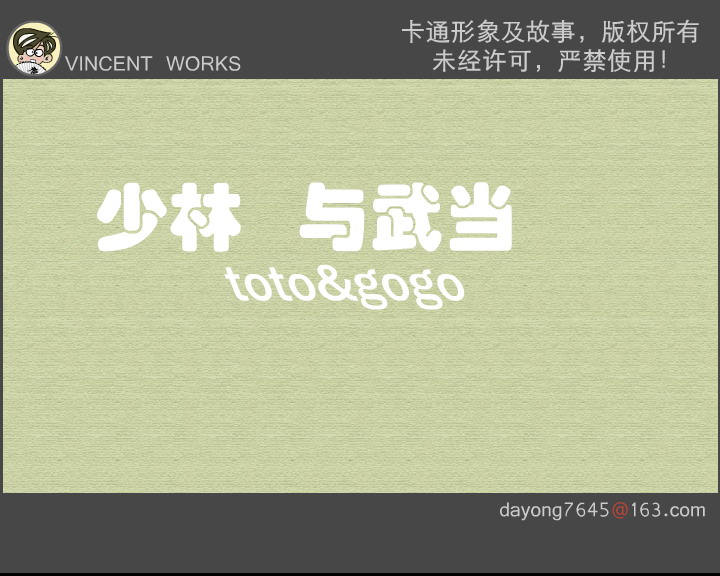 卡通形象及故事，版权所有
未经许可，严禁使用！
VINCENT WORKS
少林 与武当
toto&gogo
dayong7645@163.com